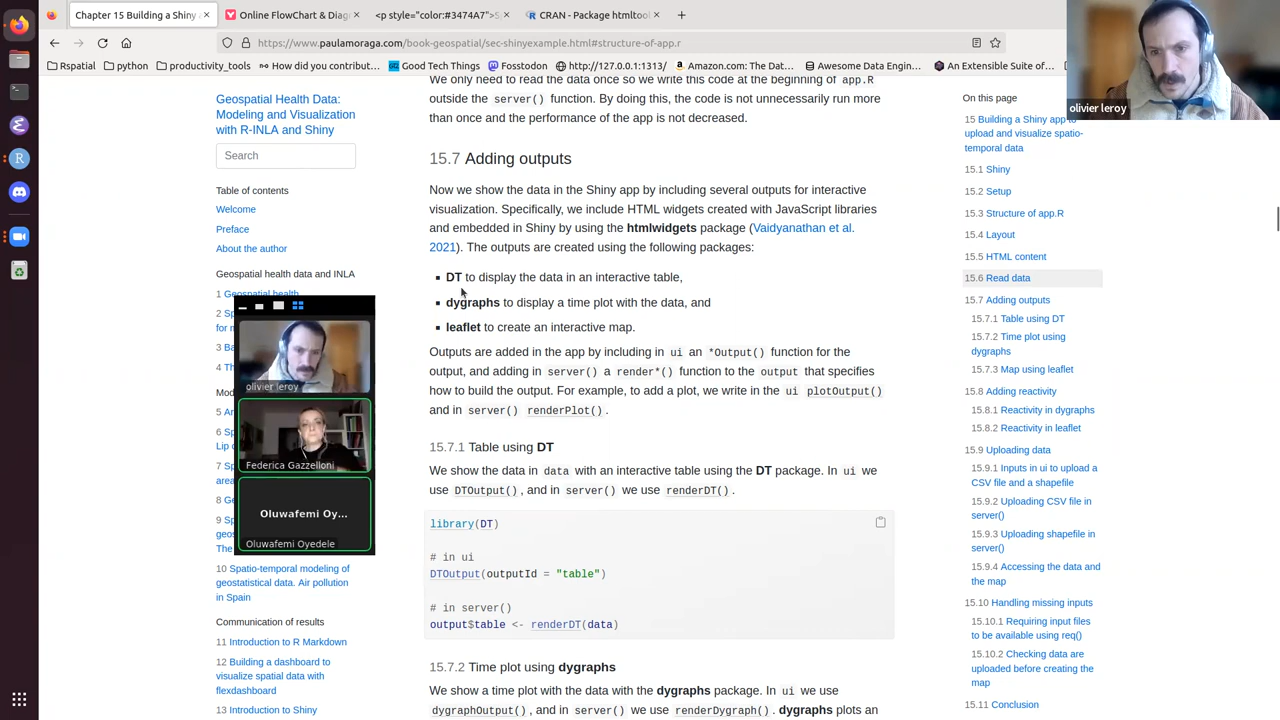 Chapter 15 Building a Shiny
Online FlowChart & Diag
<p style="color:#3474A7">S
CRAN - Package htmltoo
https://www.paulamoraga.com/book-geospatial/sec-shinyexample.html#structure-of-app.r
Rspatial
python
productivity_tools
How did you contribut...
Good Tech Things
Fosstodon
http://127.0.0.1:1313/
Amazon.com: The Dat...
Awesome Data Engin...
An Extensible Suite of...
olivier leroy
Geospatial Health Data:
Modeling and Visualization
with R-INLA and Shiny
Search
Table of contents
Welcome
Preface
About the author
Geospatial health data and INLA
1 Geospatial health
2 Sp
for m
3 Ba
4 Th
Mod
5 Ar
6 Sp
Lip c
7 Sp
area
8 Ge
9 Sp
geos
The
10 Spatio-temporal modeling of
geostatistical data. Air pollution
in Spain
Communication of results
11 Introduction to R Markdown
12 Building a dashboard to
visualize spatial data with
flexdashboard
13 Introduction to Shiny
olivier leroy
Federica Gazzelloni
Oluwafemi Oy...
Oluwafemi Oyedele
We only need to read the data once so we write this code at the beginning of app.R
outside the server() function. By doing this, the code is not unnecessarily run more
than once and the performance of the app is not decreased.
15.7 Adding outputs
Now we show the data in the Shiny app by including several outputs for interactive
visualization. Specifically, we include HTML widgets created with JavaScript libraries
and embedded in Shiny by using the htmlwidgets package (Vaidyanathan et al.
2021). The outputs are created using the following packages:
DT to display the data in an interactive table,
dygraphs to display a time plot with the data, and
leaflet to create an interactive map.
Outputs are added in the app by including in ui an *Output() function for the
output, and adding in server() a render*() function to the output that specifies
how to build the output. For example, to add a plot, we write in the ui plotOutput()
and in server() renderPlot().
15.7.1 Table using DT
We show the data in data with an interactive table using the DT package. In ui we
use DTOutput(), and in server() we use renderDT().
library(DT)
# in ui
DTOutput(outputId = "table")
# in server()
output$table <- renderDT(data)
15.7.2 Time plot using dygraphs
We show a time plot with the data with the dygraphs package. In ui we use
dygraphOutput(), and in server() we use renderDygraph(). dygraphs plots an
On this page
15 Building a Shiny app to
upload and visualize spatio-
temporal data
15.1 Shiny
15.2 Setup
15.3 Structure of app.R
15.4 Layout
15.5 HTML content
15.6 Read data
15.7 Adding outputs
15.7.1 Table using DT
15.7.2 Time plot using
dygraphs
15.7.3 Map using leaflet
15.8 Adding reactivity
15.8.1 Reactivity in dygraphs
15.8.2 Reactivity in leaflet
15.9 Uploading data
15.9.1 Inputs in ui to upload a
CSV file and a shapefile
15.9.2 Uploading CSV file in
server()
15.9.3 Uploading shapefile in
server()
15.9.4 Accessing the data and
the map
15.10 Handling missing inputs
15.10.1 Requiring input files
to be available using req()
15.10.2 Checking data are
uploaded before creating the
map
15.11 Conclusion